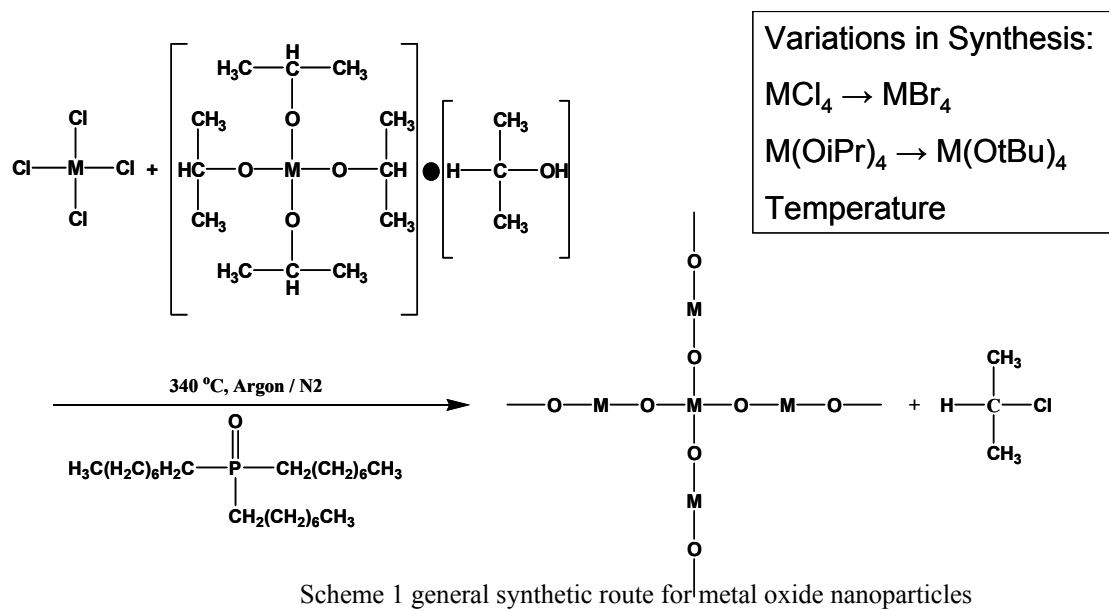 Variations in Synthesis:
MCl4 → MBr4
M(OiPr)4 → M(OtBu)4
Temperature
Cl
Cl M Cl
Cl
+
H
H3C C CH3
O
CH3 CH3
HC O M O CH
CH3 CH3
O
H3C C CH3
H
CH3
H C OH
CH3
340 °C, Argon / N2
O
H3C(H2C)6H2C P CH2(CH2)6CH3
CH2(CH2)6CH3
O
M
O
O M O M O M O
O
M
O
+
CH3
H C Cl
CH3
Scheme 1 general synthetic route for metal oxide nanoparticles